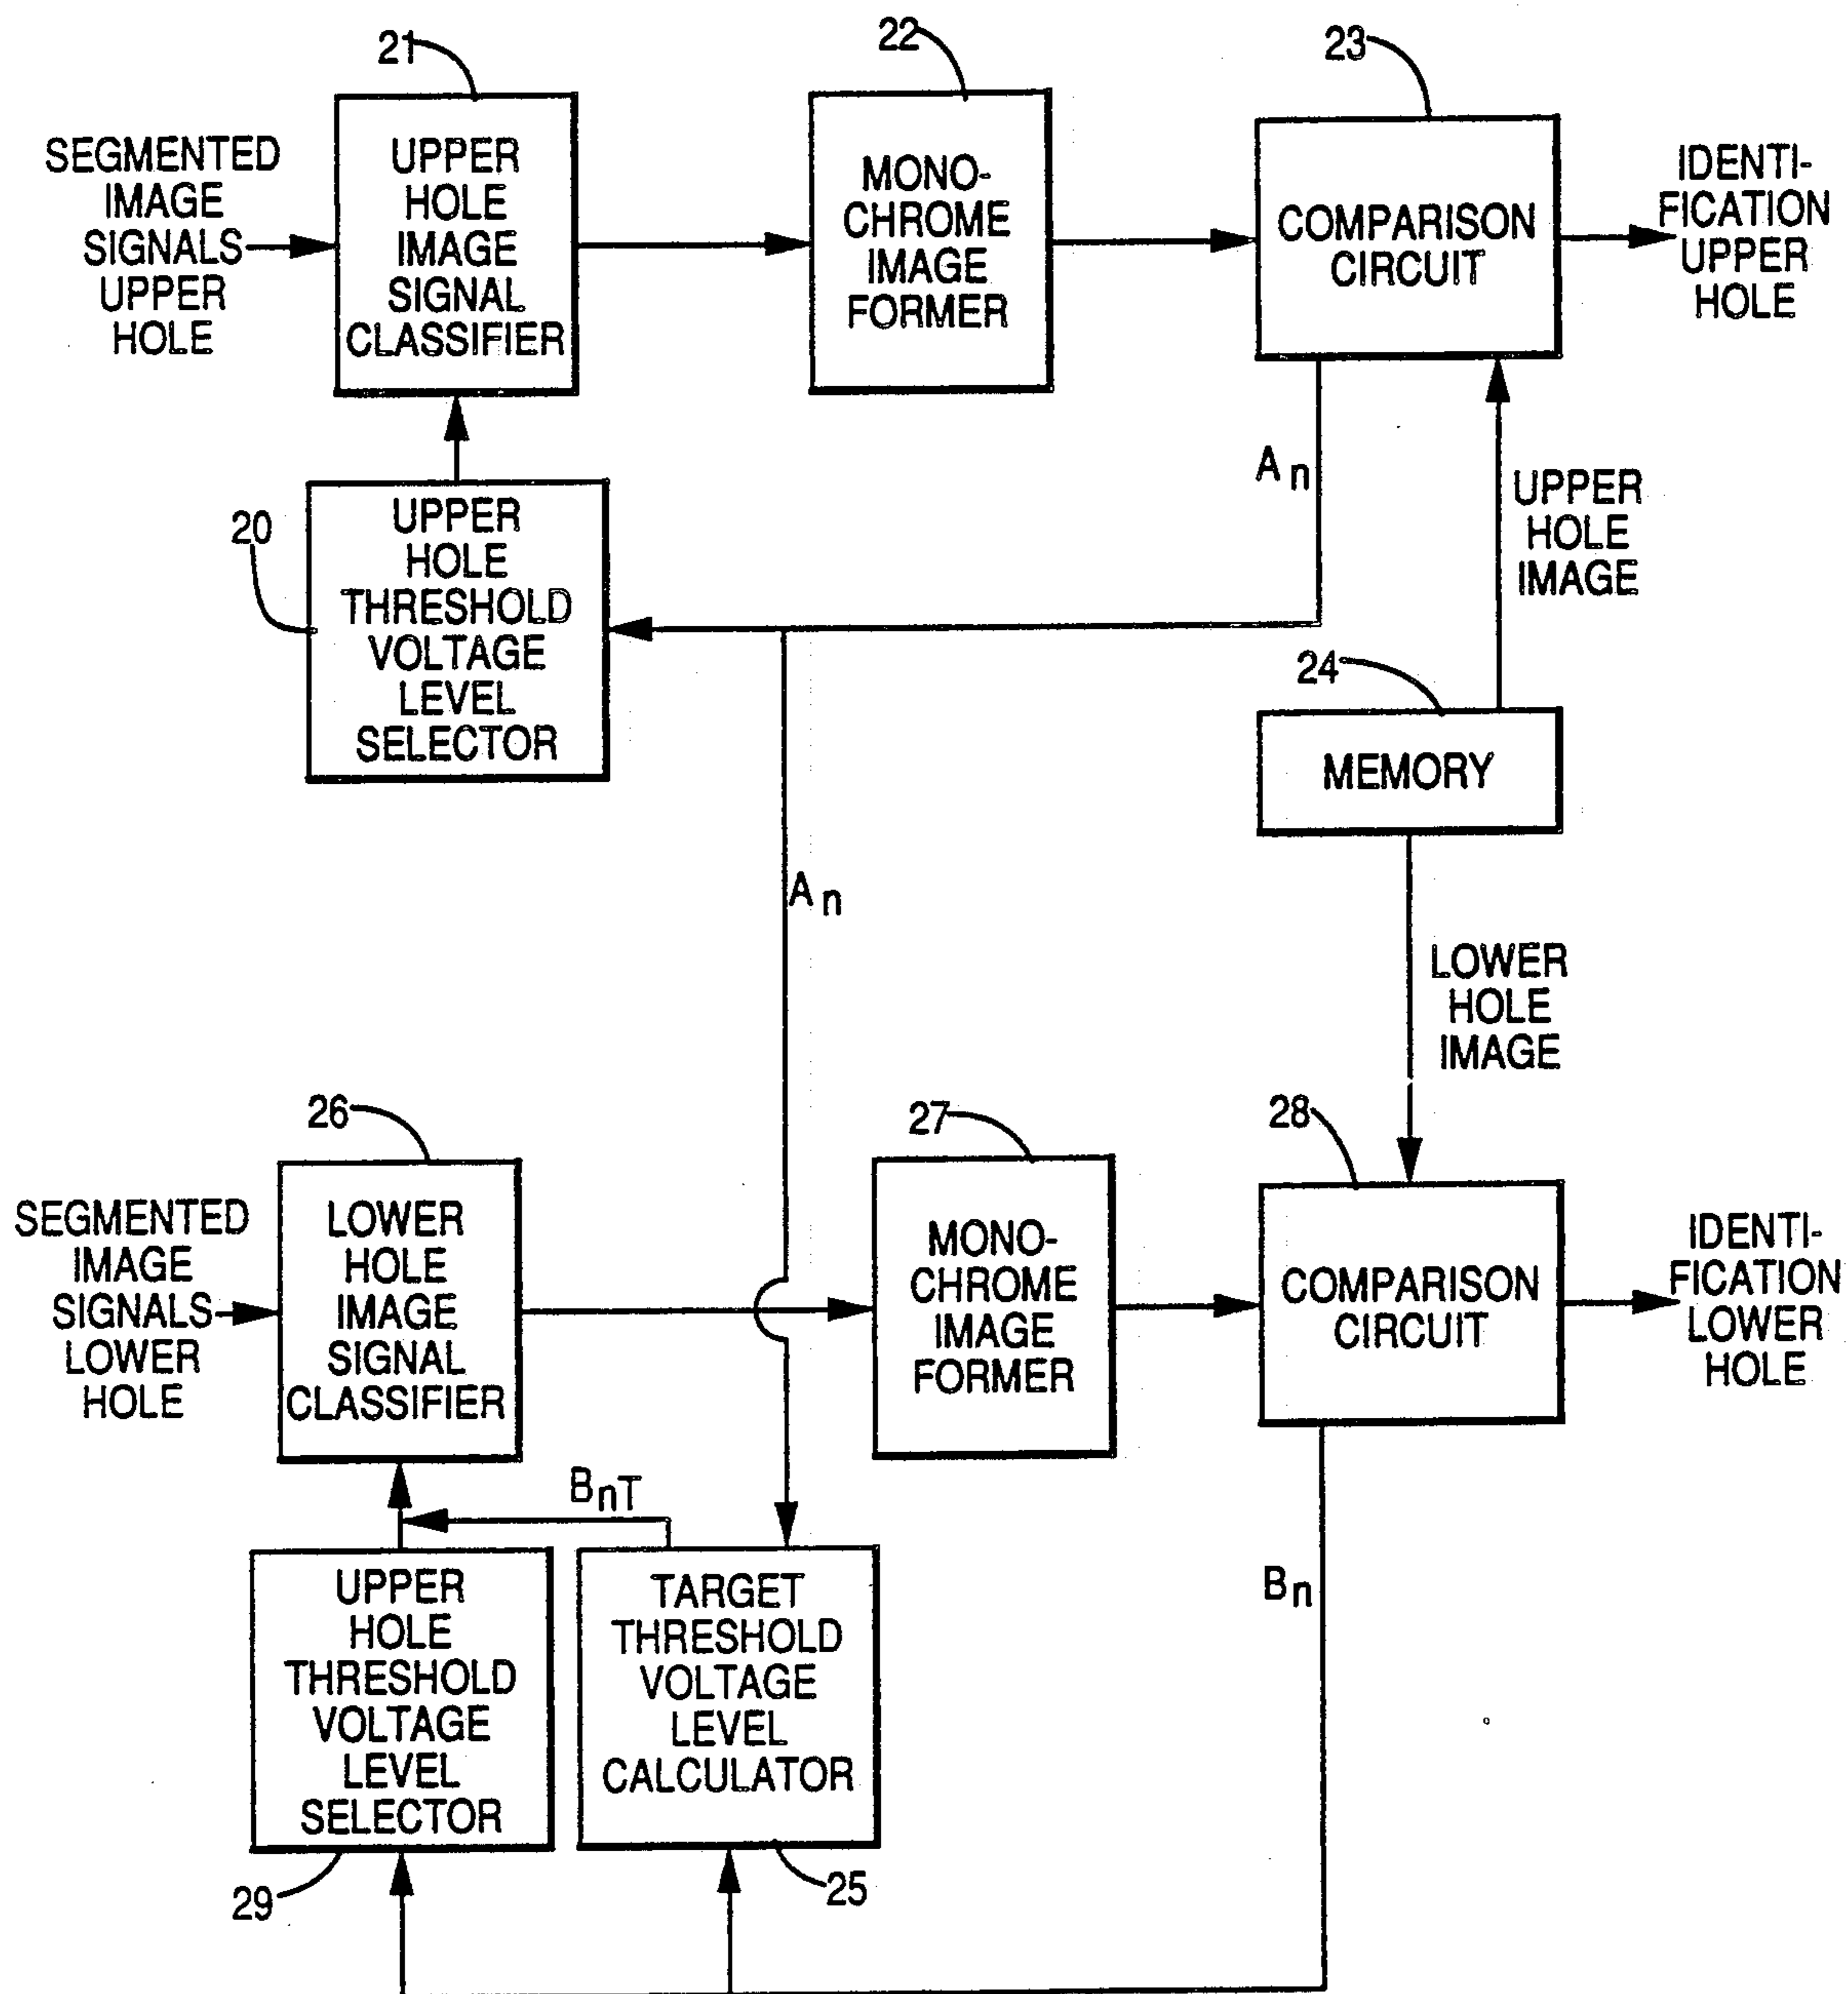 21
22
23
SEGMENTED
IMAGE
SIGNALS
UPPER
HOLE
UPPER
HOLE
IMAGE
SIGNAL
CLASSIFIER
MONO-
CHROME
IMAGE
FORMER
COMPARISON
CIRCUIT
IDENTI-
FICATION
UPPER
HOLE
20
UPPER
HOLE
THRESHOLD
VOLTAGE
LEVEL
SELECTOR
An
UPPER
HOLE
IMAGE
24
MEMORY
An
LOWER
HOLE
IMAGE
26
27
28
SEGMENTED
IMAGE
SIGNALS
LOWER
HOLE
LOWER
HOLE
IMAGE
SIGNAL
CLASSIFIER
MONO-
CHROME
IMAGE
FORMER
COMPARISON
CIRCUIT
IDENTI-
FICATION
LOWER
HOLE
BnT
UPPER
HOLE
THRESHOLD
VOLTAGE
LEVEL
SELECTOR
TARGET
THRESHOLD
VOLTAGE
LEVEL
CALCULATOR
Bn
29
25